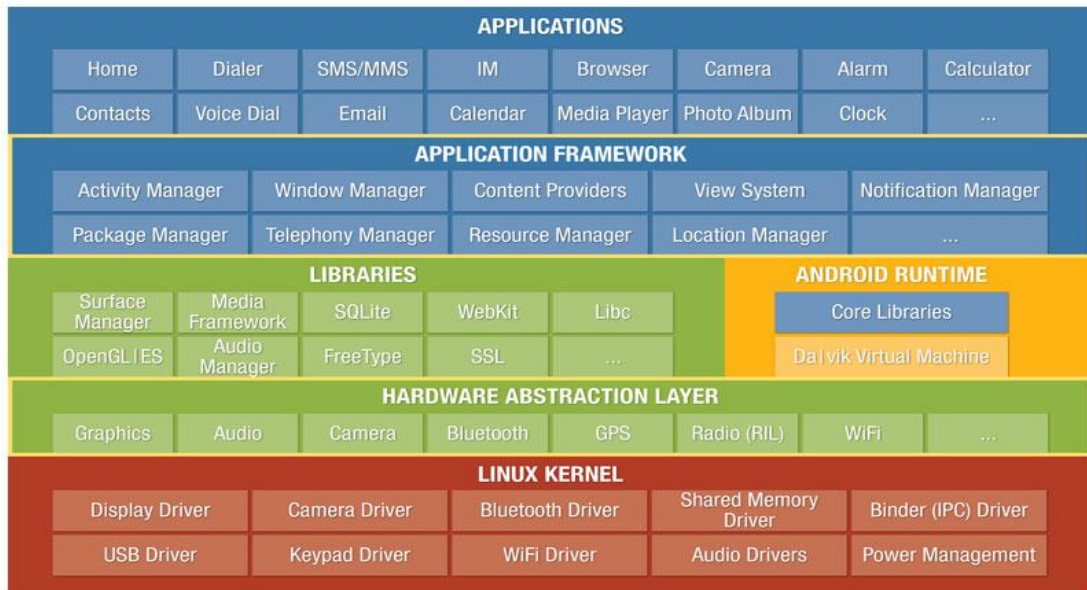 APPLICATIONS
Home Dialer SMS/MMS IM Browser Camera Alarm Calculator
Contacts Voice Dial Email Calendar Media Player Photo Album Clock ...
APPLICATION FRAMEWORK
Activity Manager Window Manager Content Providers View System Notification Manager
Package Manager Telephony Manager Resource Manager Location Manager ...
LIBRARIES
Surface
Manager
Media
Framework
SQLite WebKit Libc
OpenGL|ES
Audio
Manager
FreeType SSL ...
ANDROID RUNTIME
Core Libraries
Dalvik Virtual Machine
HARDWARE ABSTRACTION LAYER
Graphics Audio Camera Bluetooth GPS Radio (RIL) WiFi ...
LINUX KERNEL
Display Driver Camera Driver Bluetooth Driver
Shared Memory
Driver
Binder (IPC) Driver
USB Driver Keypad Driver WiFi Driver Audio Drivers Power Management